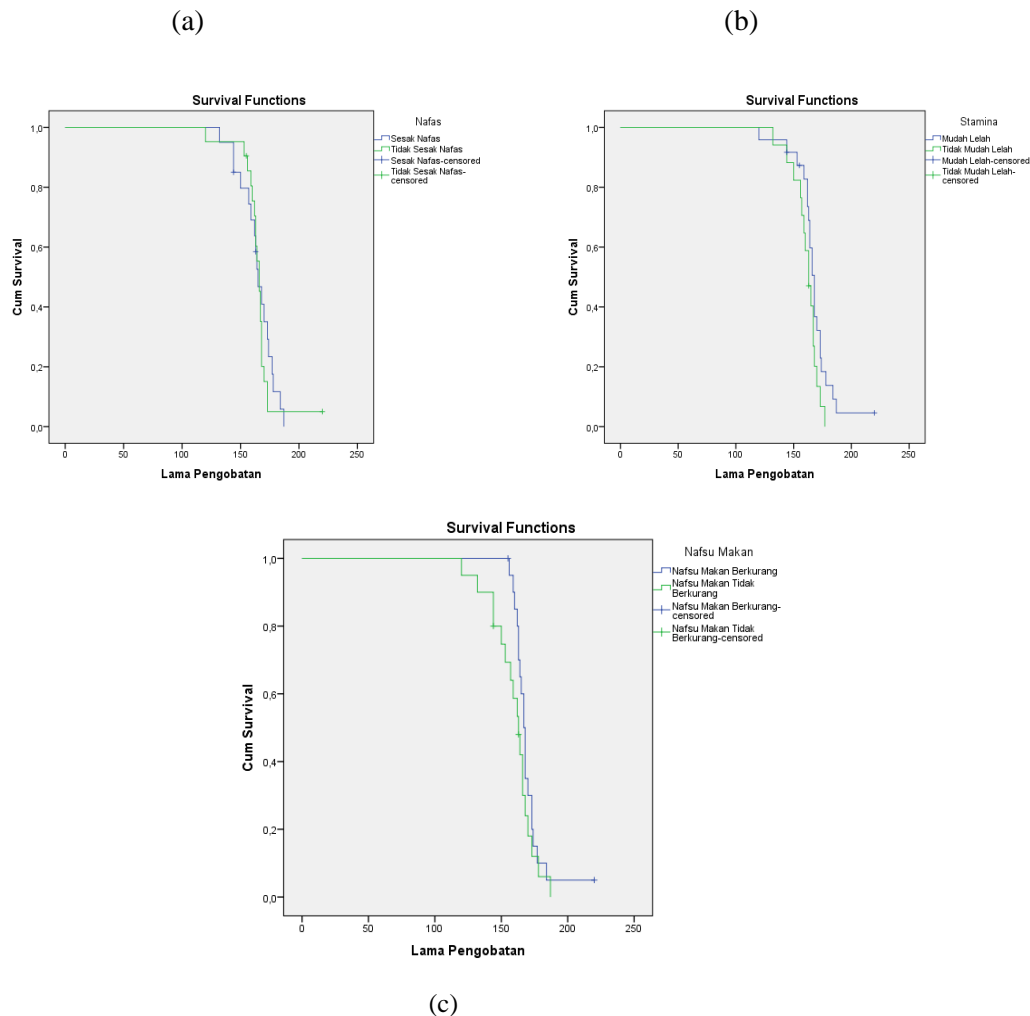 (a)
(b)
Survival Functions
Nafas
Sesak Nafas
Tidak Sesak Nafas
Sesak Nafas-censored
Tidak Sesak Nafas-
censored
Cum Survival
1,0
0,8
0,6
0,4
0,2
0,0
0 50 100 150 200 250
Lama Pengobatan
Survival Functions
Stamina
Mudah Lelah
Tidak Mudah Lelah
Mudah Lelah-censored
Tidak Mudah Lelah-
censored
Cum Survival
1,0
0,8
0,6
0,4
0,2
0,0
0 50 100 150 200 250
Lama Pengobatan
Survival Functions
Nafsu Makan
Nafsu Makan Berkurang
Nafsu Makan Tidak
Berkurang
Nafsu Makan Berkurang-
censored
Nafsu Makan Tidak
Berkurang-censored
Cum Survival
1,0
0,8
0,6
0,4
0,2
0,0
0 50 100 150 200 250
Lama Pengobatan
(c)